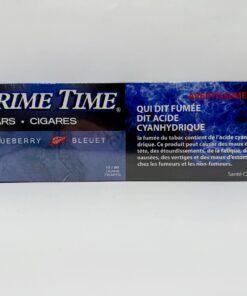 RIME TIME®
ARS • CIGARES
UEBERRY BLEUET
AVERTISSEME
QUI DIT FUMÉE
DIT ACIDE
CYANHYDRIQUE
la fumée du tabac contient de l'acide cyan
drique. Ce produit peut causer des maux d
tête, des étourdissements, de la fatigue, d
nausées, des vertiges et des maux d'estom
chez les fumeurs et les non-fumeurs.
Santé C